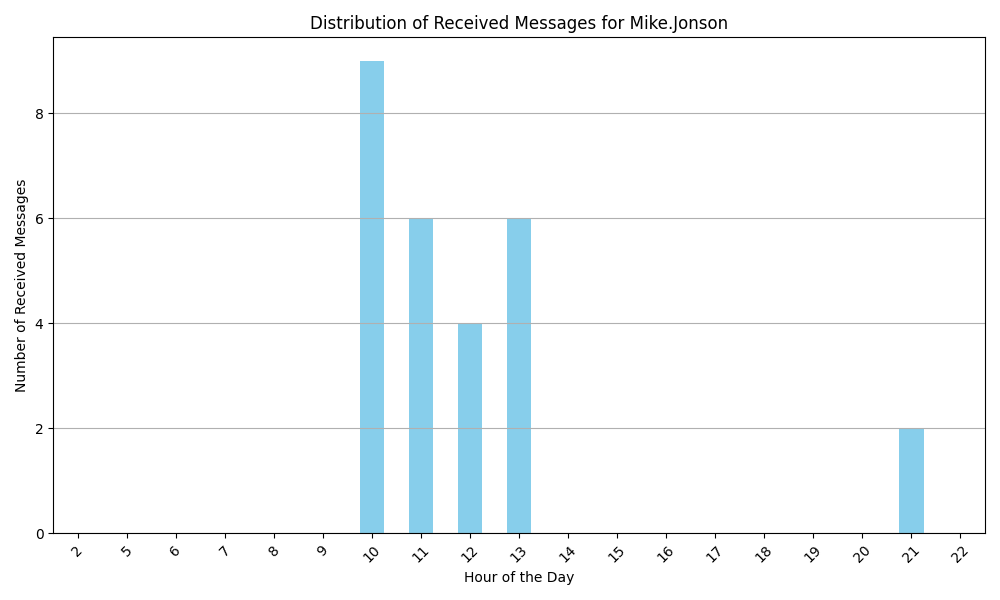 Distribution of Received Messages for Mike.Jonson
Number of Received Messages
8
6
4
2
0
2 5 6 7 8 9 10 11 12 13 14 15 16 17 18 19 20 21 22
Hour of the Day